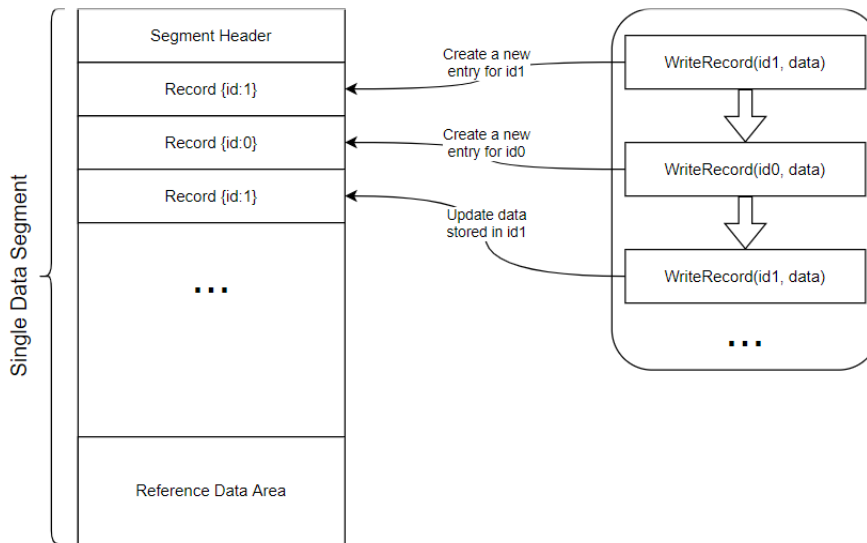 Segment Header
Record {id:1}
Record {id:0}
Record {id:1}
...
Reference Data Area
Single Data Segment
Create a new
entry for id1
Create a new
entry for id0
Update data
stored in id1
WriteRecord(id1, data)
WriteRecord(id0, data)
WriteRecord(id1, data)
...